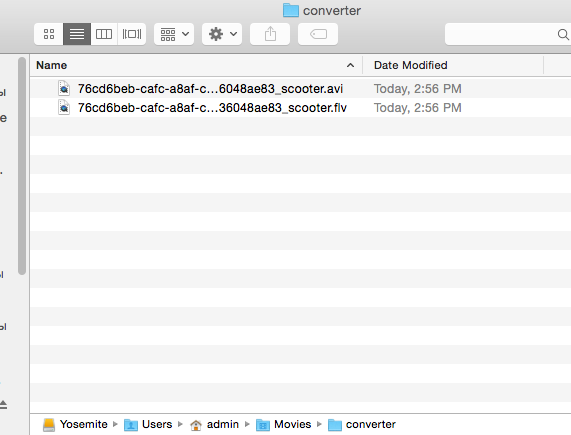 converter
Name Date Modified
76cd6beb-cafc-a8af-c...6048ae83_scooter.avi Today, 2:56 PM
76cd6beb-cafc-a8af-c...36048ae83_scooter.flv Today, 2:56 PM
ы
е
ы
ы
Yosemite Users admin Movies converter